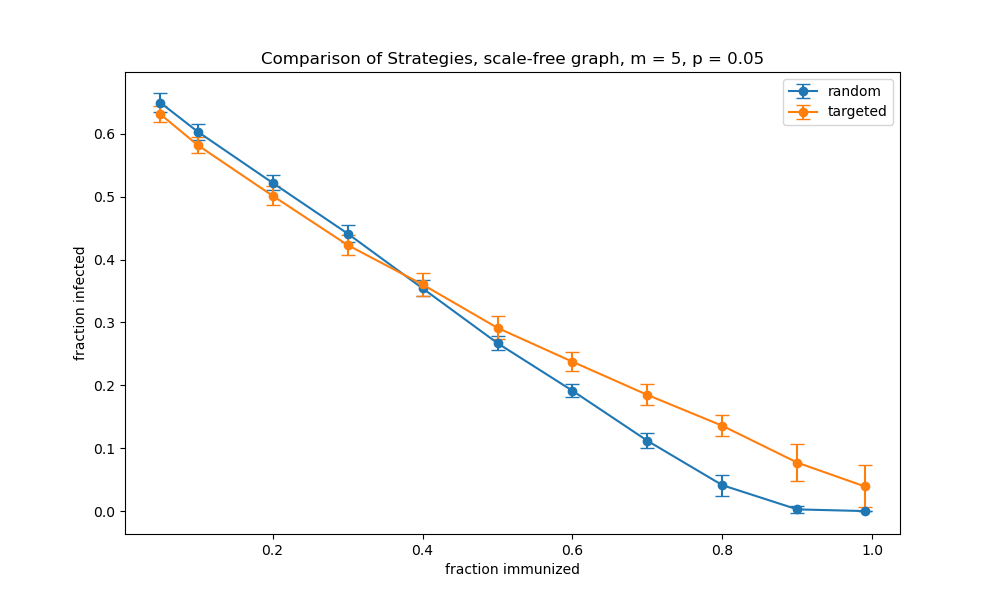 Comparison of Strategies, scale-free graph, m = 5, p = 0.05
random
targeted
0.6
0.5
0.4
0.3
0.2
0.1
0.0
fraction infected
0.2 0.4 0.6 0.8 1.0
fraction immunized